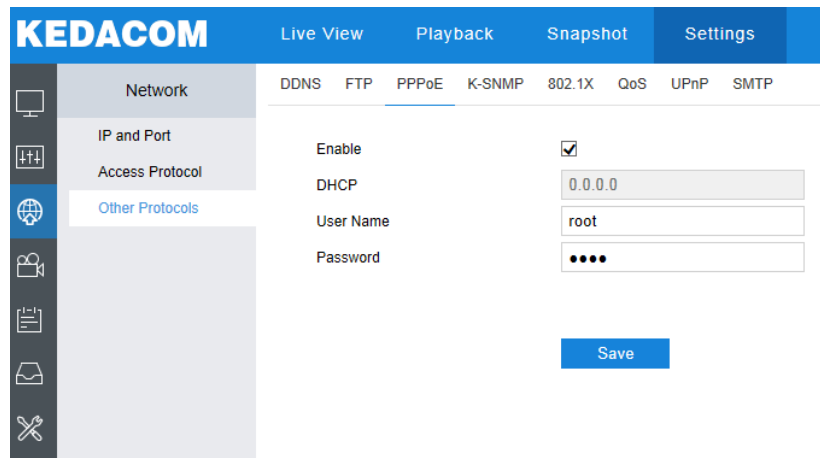 KEDACOM Live View Playback Snapshot Settings
Network DDNS FTP PPPoE K-SNMP 802.1X QoS UPnP SMTP
IP and Port
Access Protocol
Other Protocols
Enable
DHCP 0.0.0.0
User Name root
Password ●●●●
Save